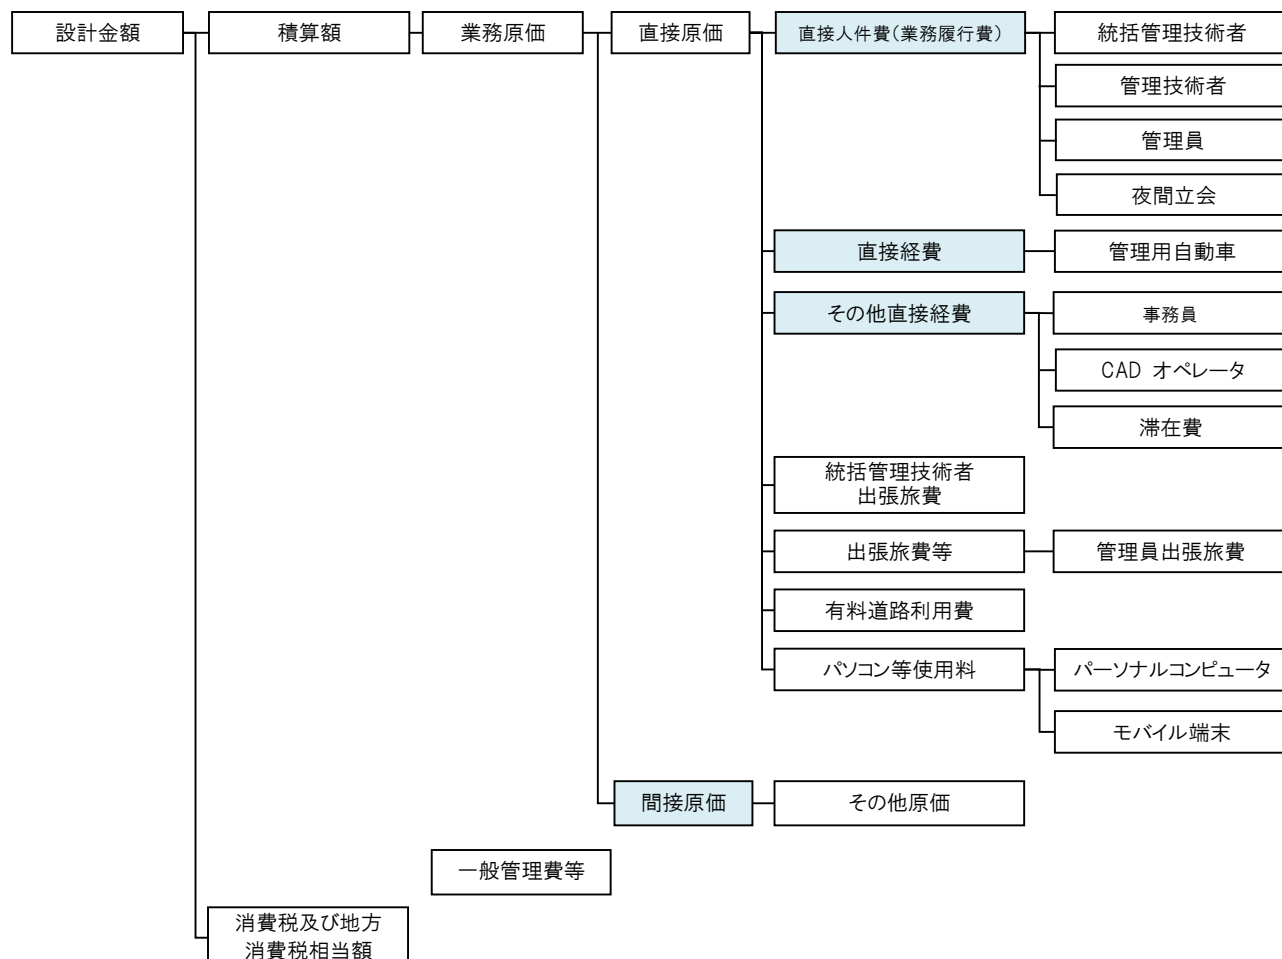 設計金額
積算額
業務原価
直接原価
直接人件費(業務履行費)
統括管理技術者
管理技術者
管理員
夜間立会
直接経費
管理用自動車
その他直接経費
事務員
CAD オペレータ
滞在費
統括管理技術者
出張旅費
出張旅費等
管理員出張旅費
有料道路利用費
パソコン等使用料
パーソナルコンピュータ
モバイル端末
間接原価
その他原価
一般管理費等
消費税及び地方
消費税相当額